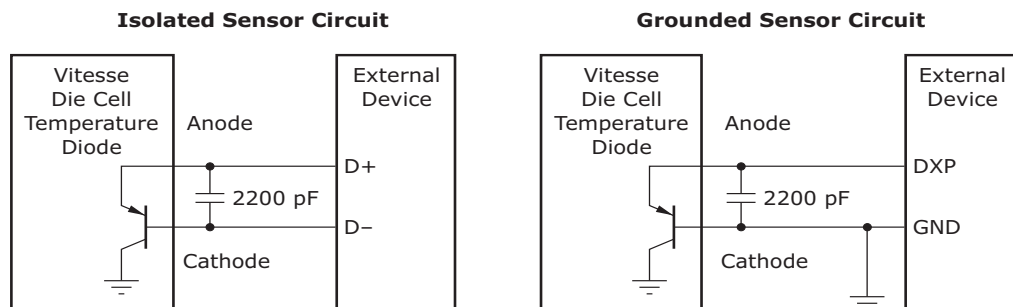 Isolated Sensor Circuit
Vitesse
Die Cell
Temperature
Diode
Anode
2200 pF
Cathode
External
Device
D+
D−
Grounded Sensor Circuit
Vitesse
Die Cell
Temperature
Diode
Anode
2200 pF
Cathode
External
Device
DXP
GND